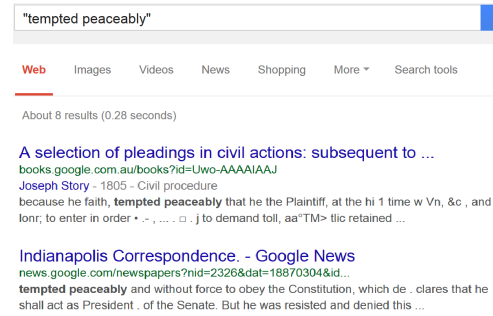 "tempted peaceably"
Web Images Videos News Shopping More Search tools
About 8 results (0.28 seconds)
A selection of pleadings in civil actions: subsequent to ...
books.google.com.au/books?id=Uwo-AAAAIAAJ
Joseph Story - 1805 - Civil procedure
because he faith, tempted peaceably that he the Plaintiff, at the hi 1 time w Vn, &c , and
lonr; to enter in order • .- , ... . □ . j to demand toll, aa°TM> tlic retained ...
Indianapolis Correspondence. - Google News
news.google.com/newspapers?nid=2326&dat=18870304&id...
tempted peaceably and without force to obey the Constitution, which de . clares that he
shall act as President . of the Senate. But he was resisted and denied this ...